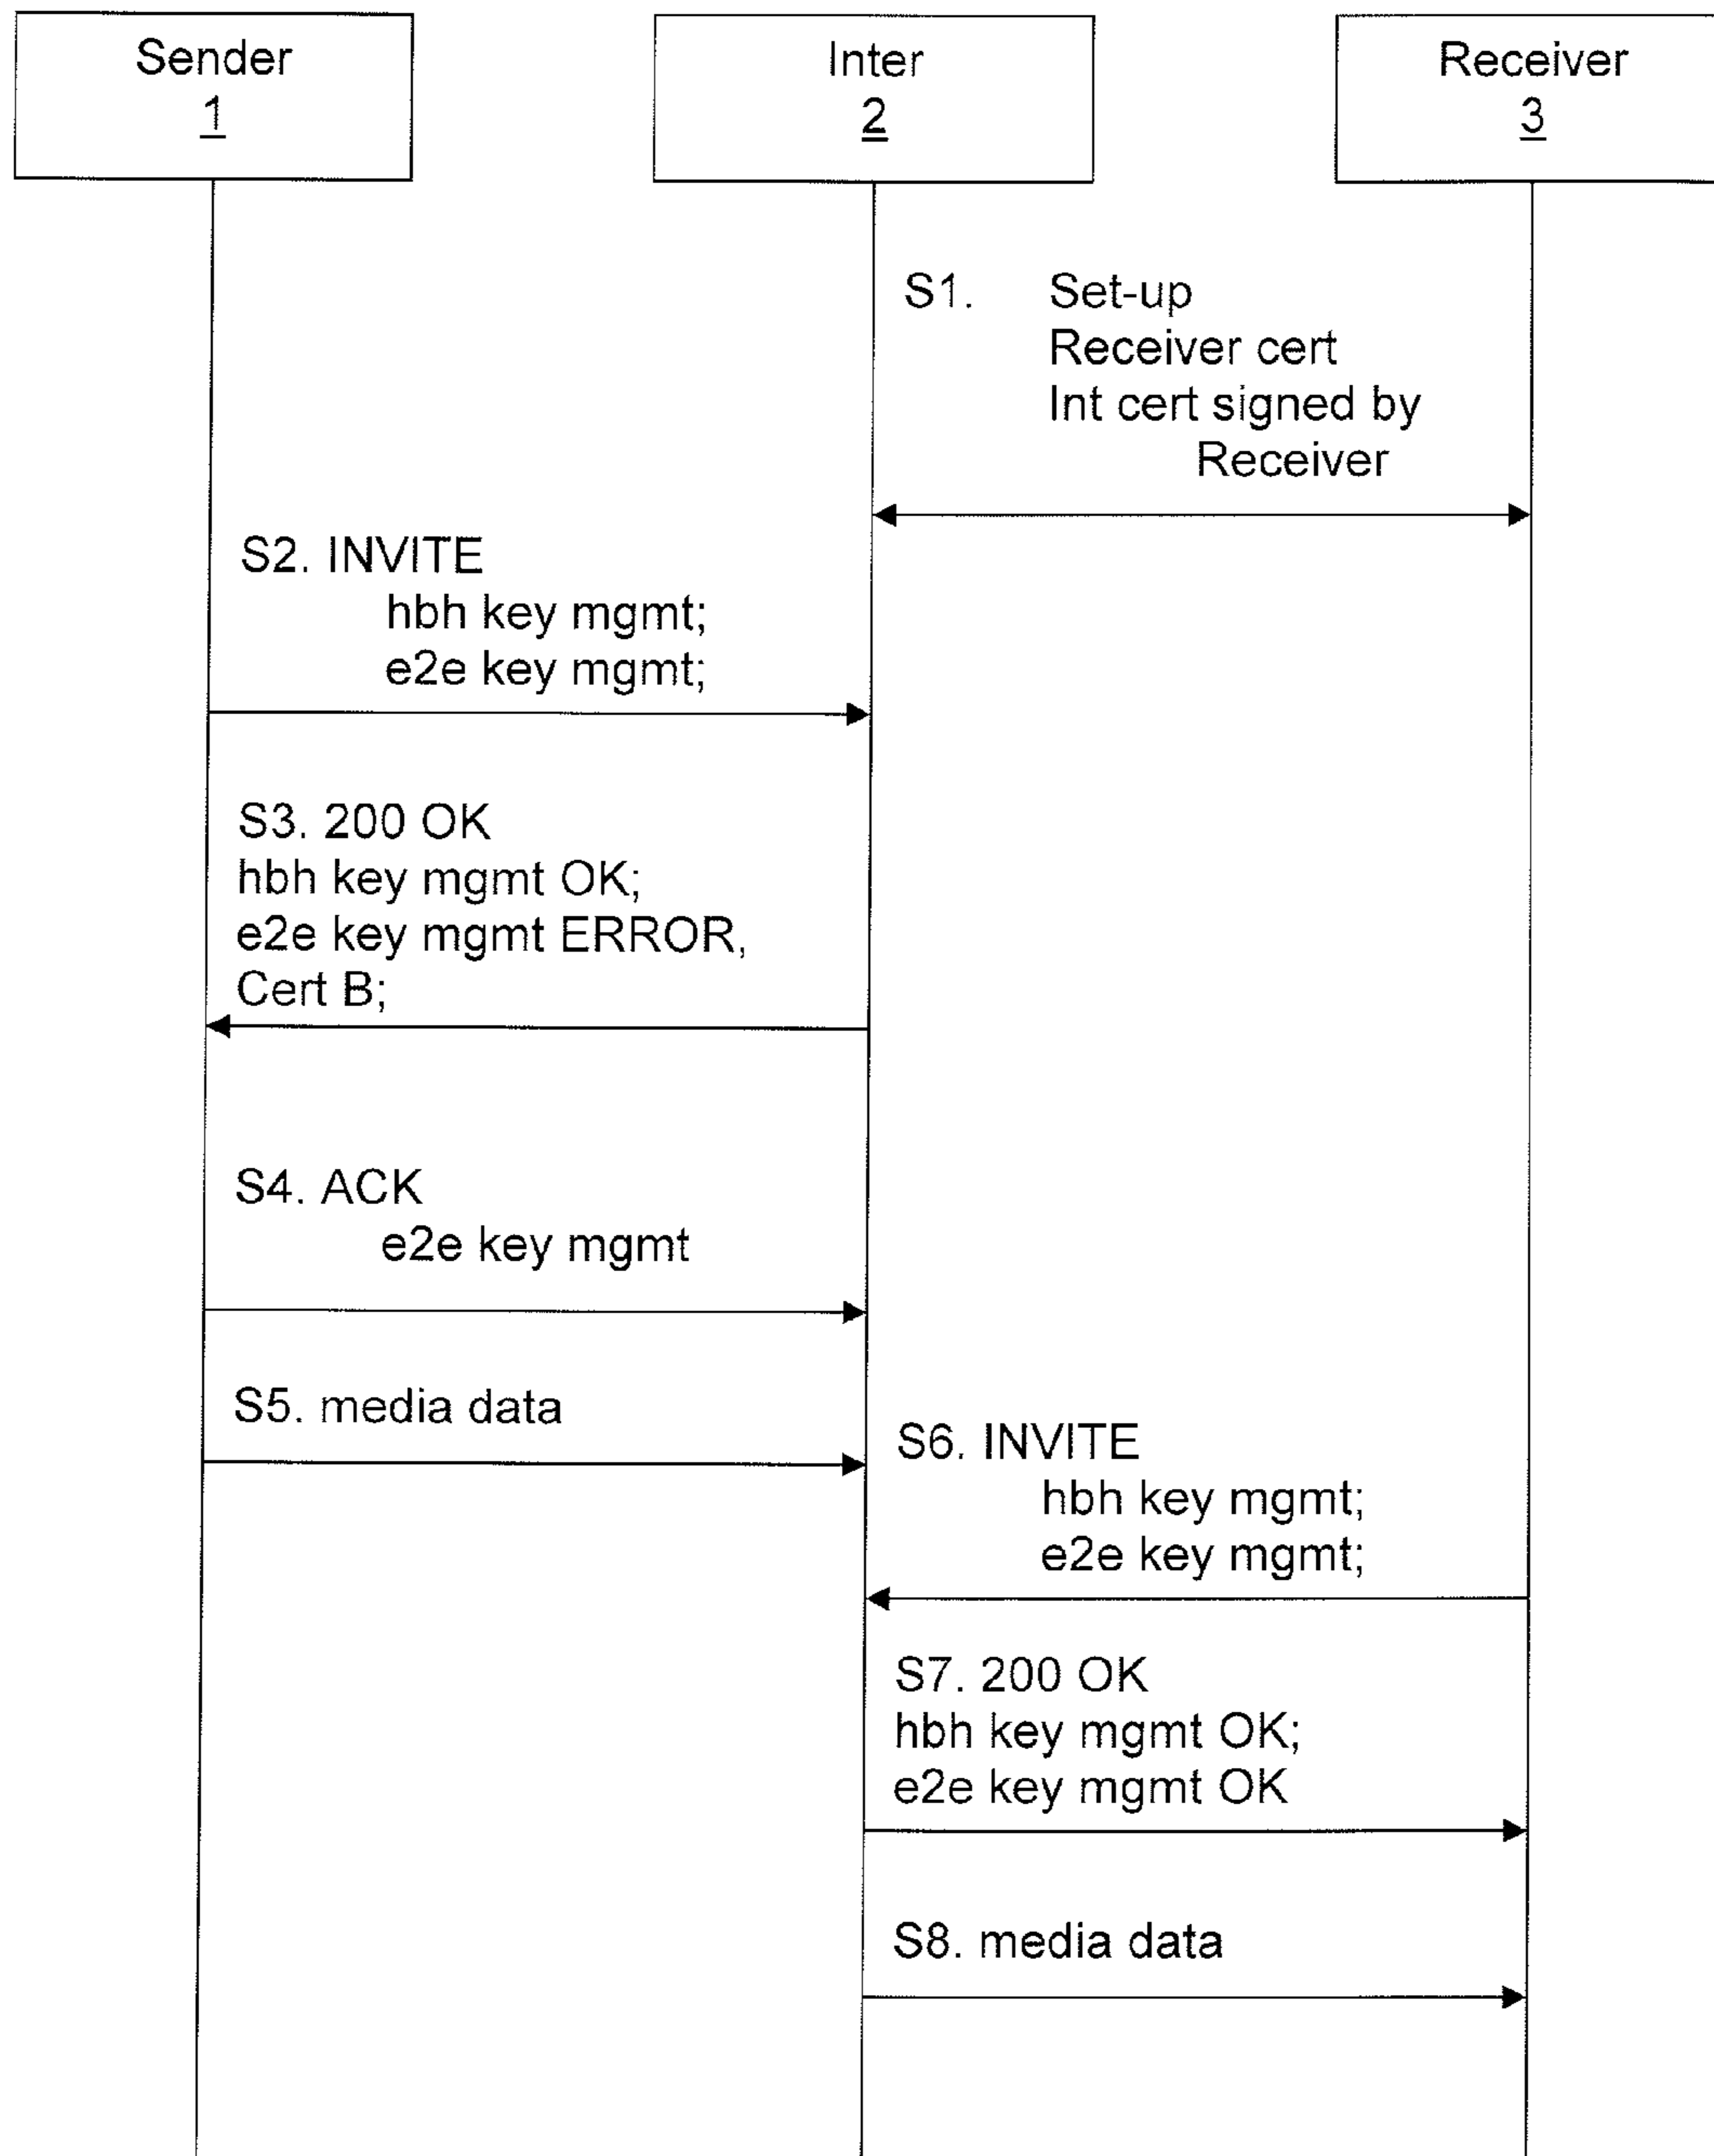 Sender
1
Inter
2
Receiver
3
S1. Set-up
Receiver cert
Int cert signed by
Receiver
S2. INVITE
hbh key mgmt;
e2e key mgmt;
S3. 200 OK
hbh key mgmt OK;
e2e key mgmt ERROR,
Cert B;
S4. ACK
e2e key mgmt
S5. media data
S6. INVITE
hbh key mgmt;
e2e key mgmt;
S7. 200 OK
hbh key mgmt OK;
e2e key mgmt OK
S8. media data